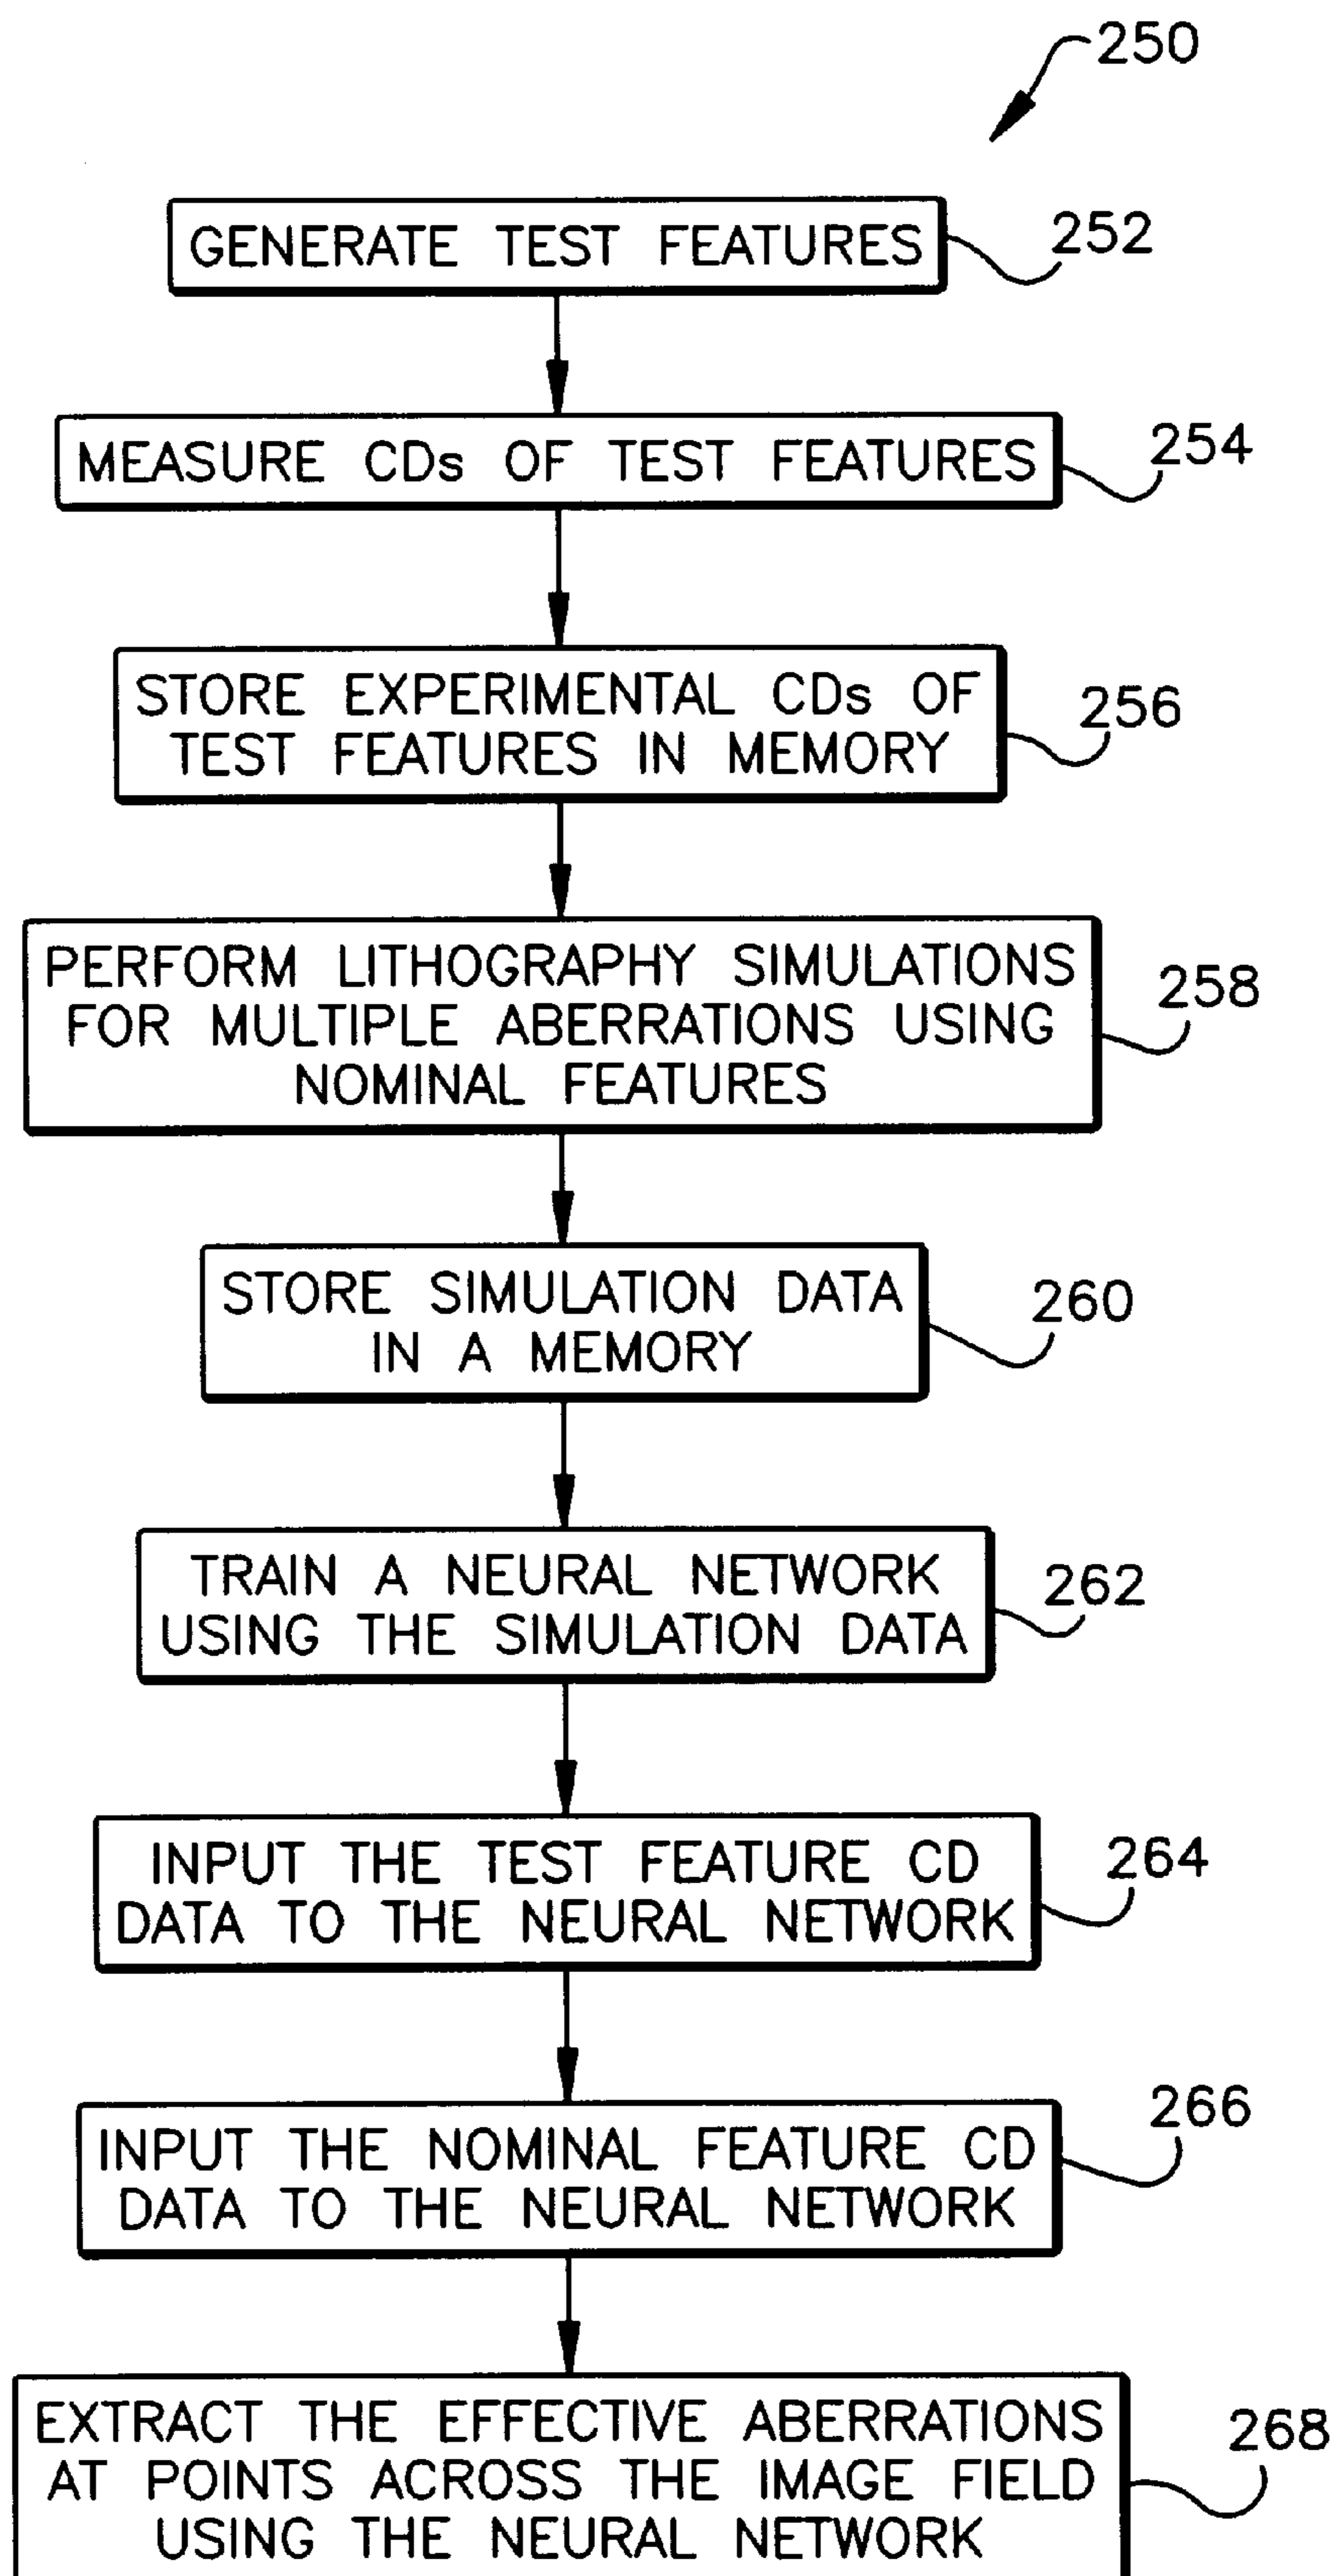 250
GENERATE TEST FEATURES
252
MEASURE CDs OF TEST FEATURES
254
STORE EXPERIMENTAL CDs OF
TEST FEATURES IN MEMORY
256
PERFORM LITHOGRAPHY SIMULATIONS
FOR MULTIPLE ABERRATIONS USING
NOMINAL FEATURES
258
STORE SIMULATION DATA
IN A MEMORY
260
TRAIN A NEURAL NETWORK
USING THE SIMULATION DATA
262
INPUT THE TEST FEATURE CD
DATA TO THE NEURAL NETWORK
264
INPUT THE NOMINAL FEATURE CD
DATA TO THE NEURAL NETWORK
266
EXTRACT THE EFFECTIVE ABERRATIONS
AT POINTS ACROSS THE IMAGE FIELD
USING THE NEURAL NETWORK
268